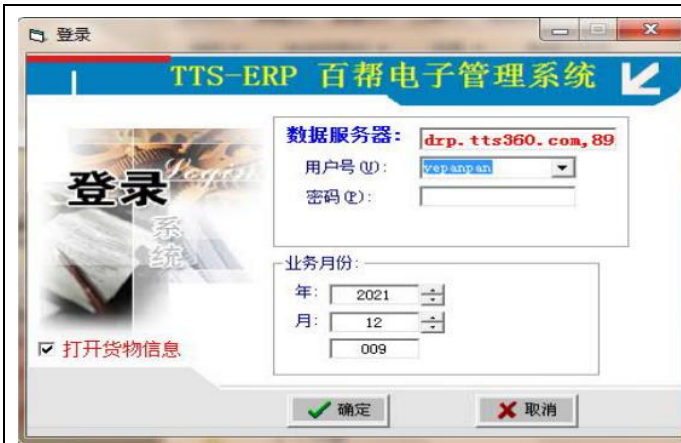 登录
TTS-ERP 百帮电子管理系统
Login
登录
系统
数据服务器:
drp.tts360.com,89
用户号(U):
yepanpan
密码(P):
业务月份:
年:
2021
月:
12
009
打开货物信息
确定
取消